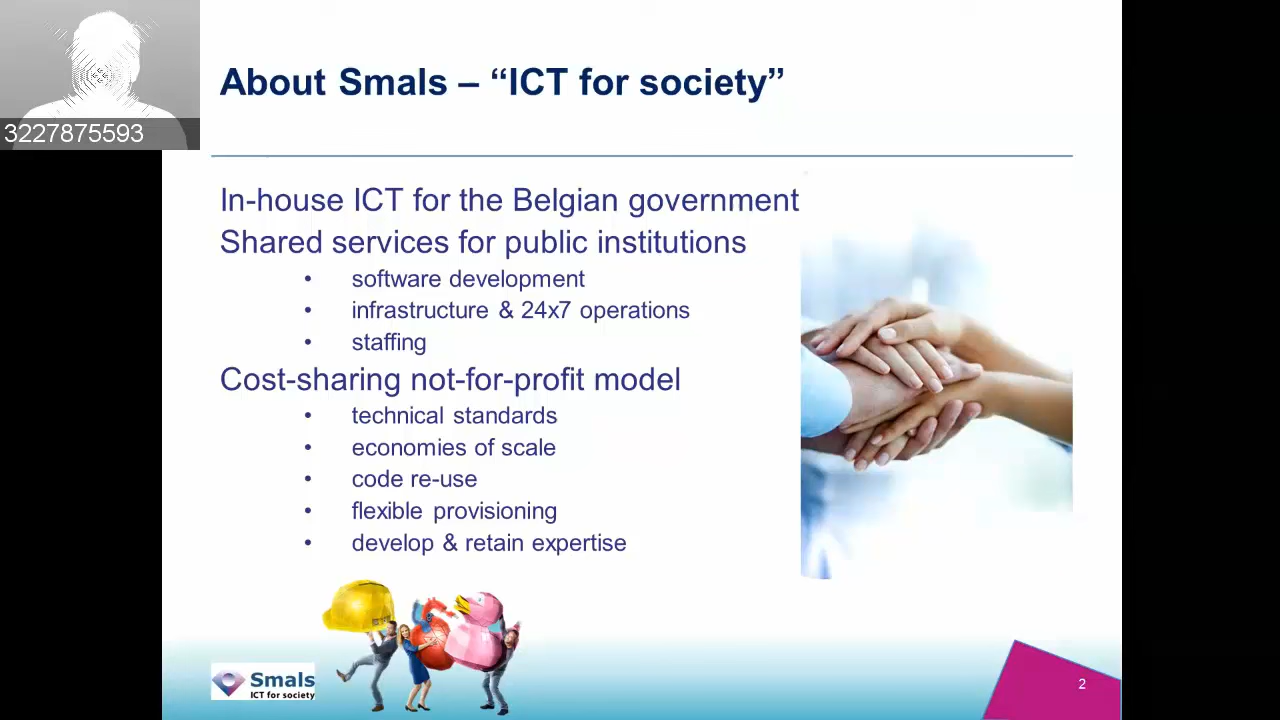 3227875593
About Smals – “ICT for society”
In-house ICT for the Belgian government
Shared services for public institutions
• software development
• infrastructure & 24x7 operations
• staffing
Cost-sharing not-for-profit model
• technical standards
• economies of scale
• code re-use
• flexible provisioning
• develop & retain expertise
Smals
ICT for society
2